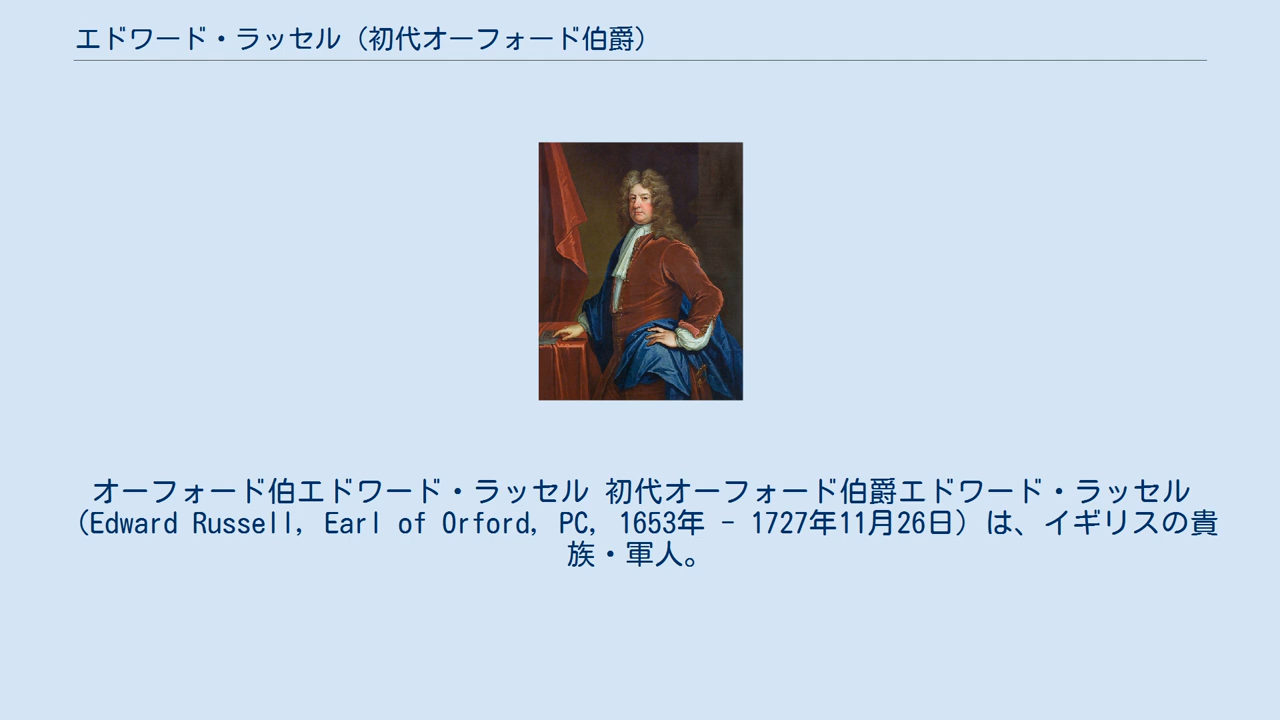 エドワード・ラッセル（初代オーフォード伯爵）
オーフォード伯エドワード・ラッセル 初代オーフォード伯爵エドワード・ラッセル
（Edward Russell, Earl of Orford, PC, 1653年 - 1727年11月26日）は、イギリスの貴
族・軍人。